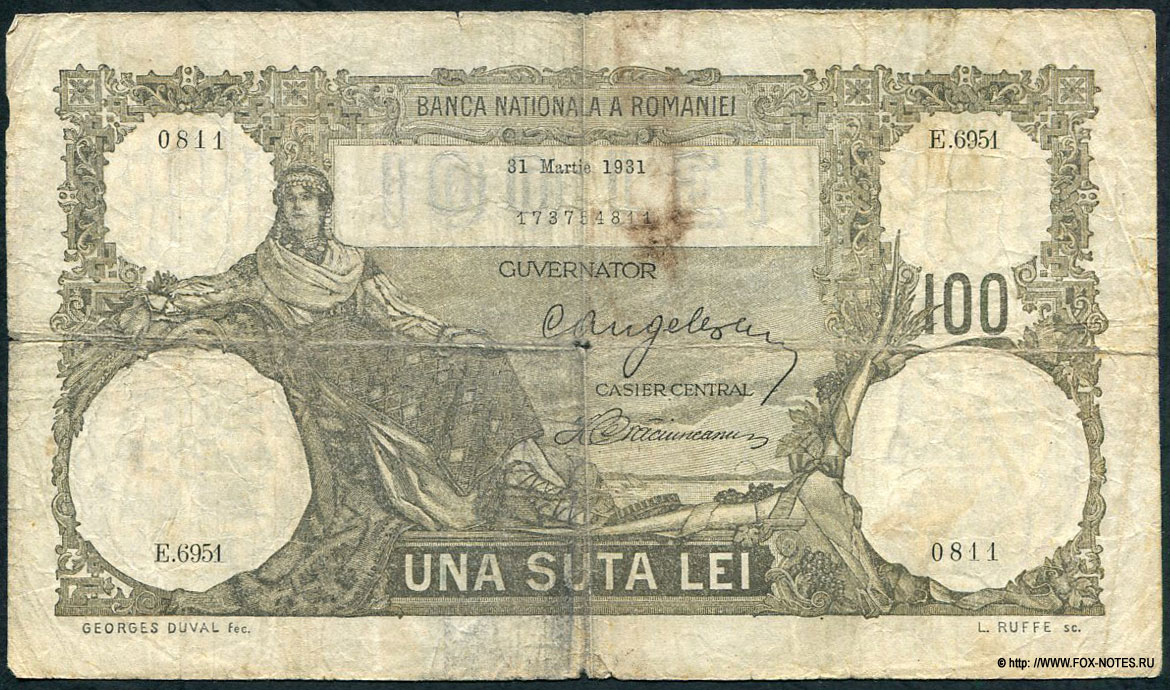 BANCA NATIONALA A ROMANIEI
0811
E.6951
31 Martie 1931
173754811
GUVERNATOR
C Angelescu
100
CASIER CENTRAL
E.6951
0811
UNA SUTA LEI
GEORGES DUVAL fec.
L. RUFFE sc.
© http: //WWW.FOX-NOTES.RU